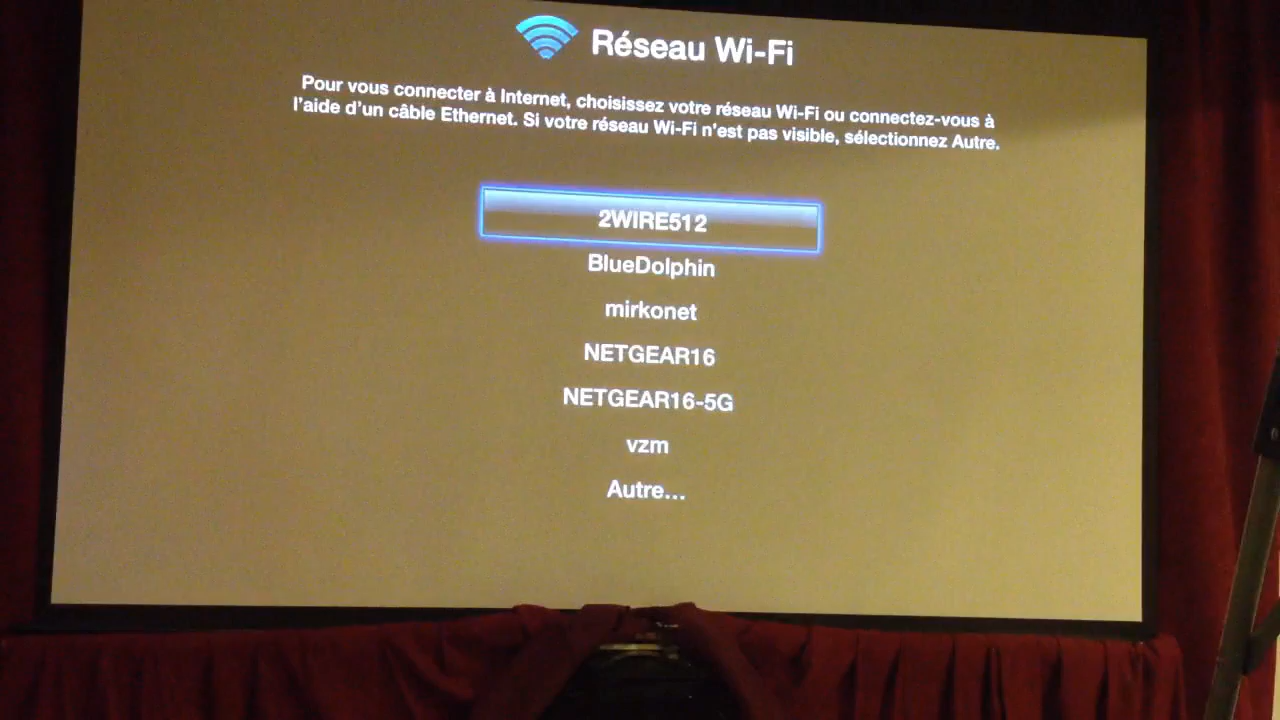 Réseau Wi-Fi
Pour vous connecter à Internet, choisissez votre réseau Wi-Fi ou connectez-vous à
l'aide d'un câble Ethernet. Si votre réseau Wi-Fi n'est pas visible, sélectionnez Autre.
2WIRE512
BlueDolphin
mirkonet
NETGEAR16
NETGEAR16-5G
vzm
Autre...